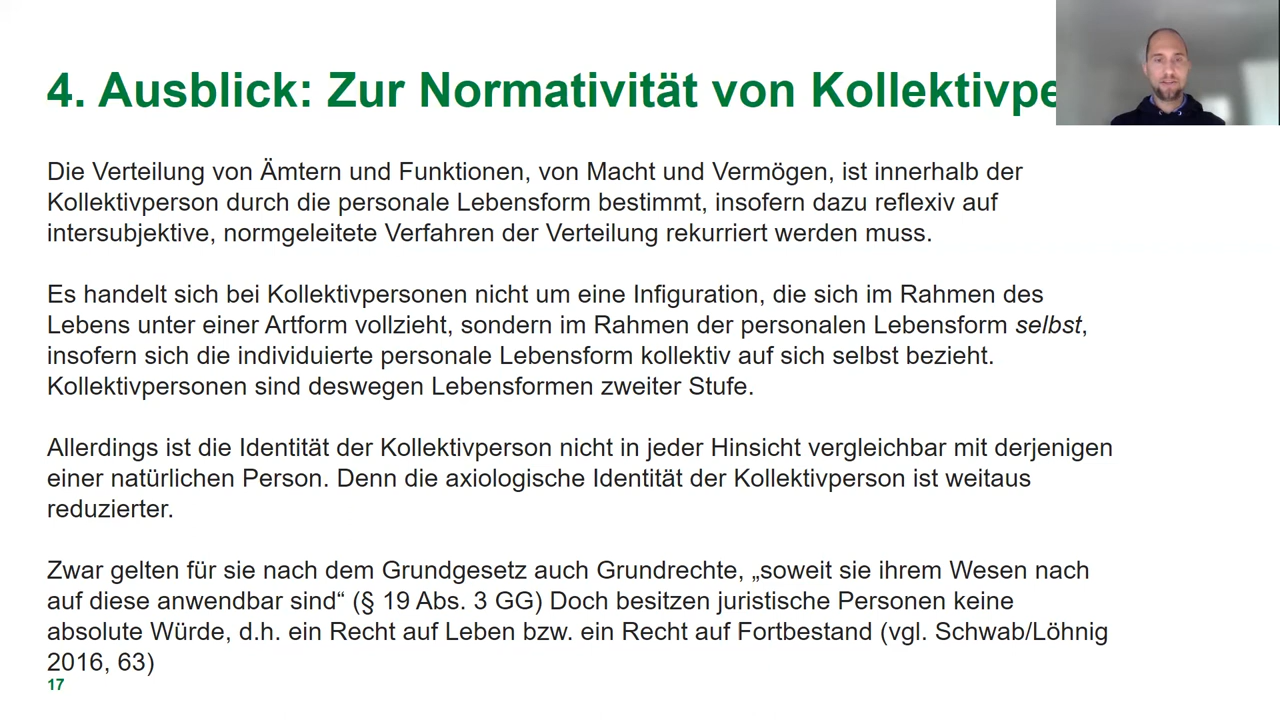 4. Ausblick: Zur Normativität von Kollektivpe
Die Verteilung von Ämtern und Funktionen, von Macht und Vermögen, ist innerhalb der
Kollektivperson durch die personale Lebensform bestimmt, insofern dazu reflexiv auf
intersubjektive, normgeleitete Verfahren der Verteilung rekurriert werden muss.
Es handelt sich bei Kollektivpersonen nicht um eine Infiguration, die sich im Rahmen des
Lebens unter einer Artform vollzieht, sondern im Rahmen der personalen Lebensform selbst,
insofern sich die individuierte personale Lebensform kollektiv auf sich selbst bezieht.
Kollektivpersonen sind deswegen Lebensformen zweiter Stufe.
Allerdings ist die Identität der Kollektivperson nicht in jeder Hinsicht vergleichbar mit derjenigen
einer natürlichen Person. Denn die axiologische Identität der Kollektivperson ist weitaus
reduzierter.
Zwar gelten für sie nach dem Grundgesetz auch Grundrechte, „soweit sie ihrem Wesen nach
auf diese anwendbar sind“ (§ 19 Abs. 3 GG) Doch besitzen juristische Personen keine
absolute Würde, d.h. ein Recht auf Leben bzw. ein Recht auf Fortbestand (vgl. Schwab/Löhnig
2016, 63)
17